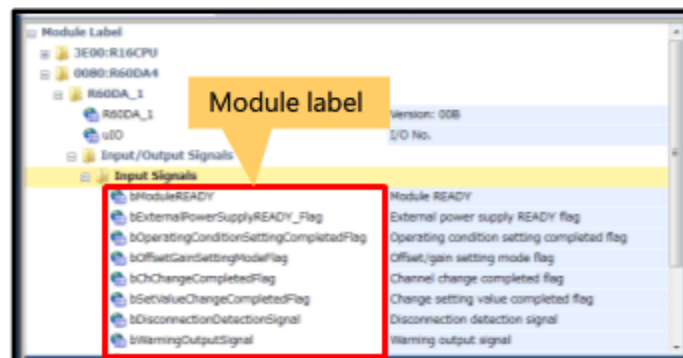 Module Label
3E00:R16CPU
0080:R60DA4
R60DA_1
Module label
R60DA_1 Version: 00B
uIO I/O No.
Input/Output Signals
Input Signals
bModuleREADY Module READY
bExternalPowerSupplyREADY_Flag External power supply READY flag
bOperatingConditionSettingCompletedFlag Operating condition setting completed flag
bOffsetGainSettingModeFlag Offset/gain setting mode flag
bChChangeCompletedFlag Channel change completed flag
bSetValueChangeCompletedFlag Change setting value completed flag
bDisconnectionDetectionSignal Disconnection detection signal
bWarningOutputSignal Warning output signal